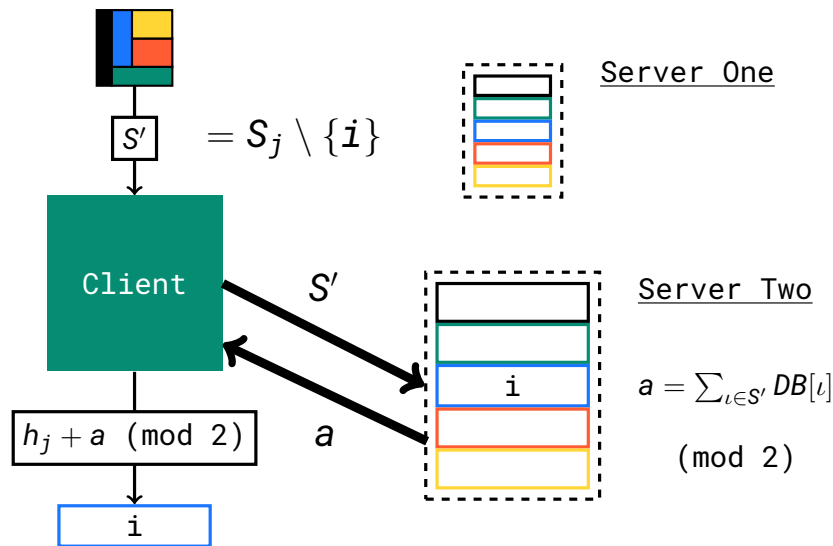 Server One
S′ = S_j \ {i}
Client
S′
Server Two
i
a = ∑_{ι∈S′} DB[ι]
(mod 2)
a
h_j + a (mod 2)
i